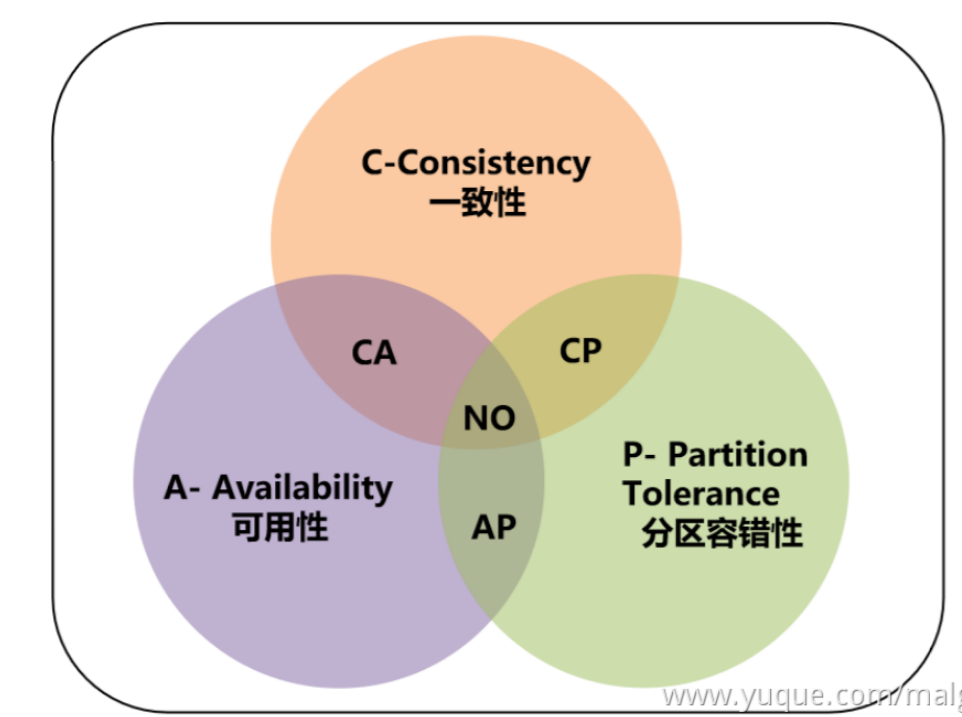 C-Consistency
一致性
CA
CP
NO
A- Availability
可用性
P- Partition
Tolerance
分区容错性
AP
www.yuque.com/malg